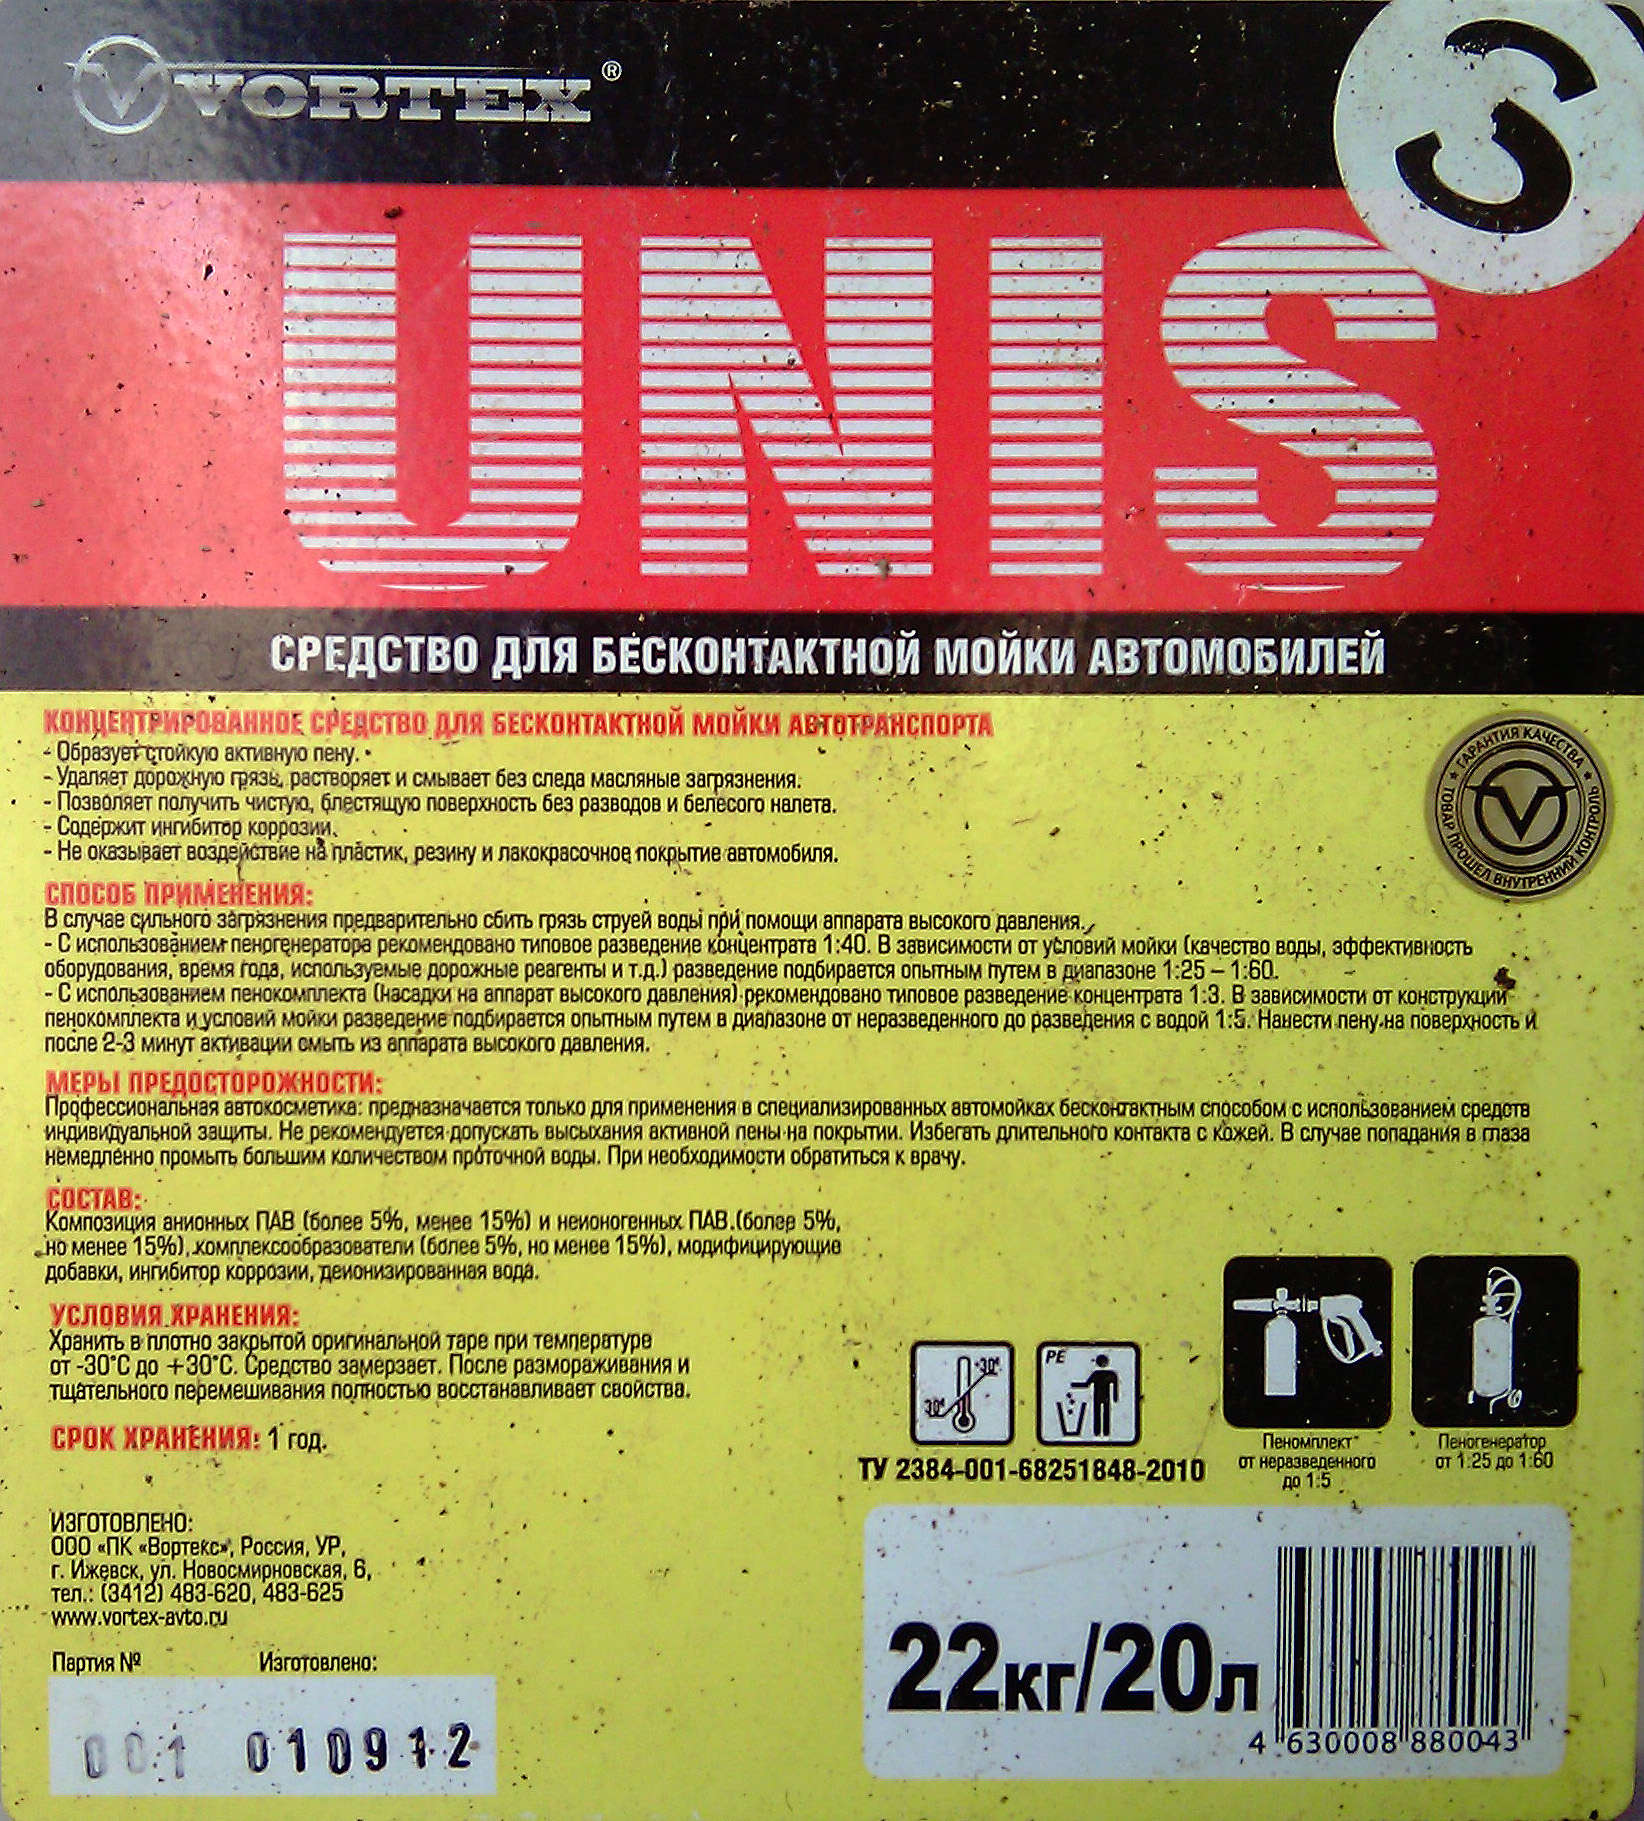 VORTEX®
S
UNIS
СРЕДСТВО ДЛЯ БЕСКОНТАКТНОЙ МОЙКИ АВТОМОБИЛЕЙ
КОНЦЕНТРИРОВАННОЕ СРЕДСТВО ДЛЯ БЕСКОНТАКТНОЙ МОЙКИ АВТОТРАНСПОРТА
- Образует стойкую активную пену.
- Удаляет дорожную грязь, растворяет и смывает без следа масляные загрязнения.
- Позволяет получить чистую, блестящую поверхность без разводов и белесого налета.
- Содержит ингибитор коррозии.
- Не оказывает воздействие на пластик, резину и лакокрасочное покрытие автомобиля.
ГАРАНТИЯ КАЧЕСТВА
ТОВАР ПРОШЕЛ ВНУТРЕННИЙ КОНТРОЛЬ
СПОСОБ ПРИМЕНЕНИЯ:
В случае сильного загрязнения предварительно сбить грязь струей воды при помощи аппарата высокого давления.
- С использованием пеногенератора рекомендовано типовое разведение концентрата 1:40. В зависимости от условий мойки (качество воды, эффективность
оборудования, время года, используемые дорожные реагенты и т.д.) разведение подбирается опытным путем в диапазоне 1:25 – 1:60.
- С использованием пенокомплекта (насадки на аппарат высокого давления) рекомендовано типовое разведение концентрата 1:3. В зависимости от конструкции
пенокомплекта и условий мойки разведение подбирается опытным путем в диапазоне от неразведенного до разведения с водой 1:5. Нанести пену на поверхность и
после 2-3 минут активации смыть из аппарата высокого давления.
МЕРЫ ПРЕДОСТОРОЖНОСТИ:
Профессиональная автокосметика: предназначается только для применения в специализированных автомойках бесконтактным способом с использованием средств
индивидуальной защиты. Не рекомендуется допускать высыхания активной пены на покрытии. Избегать длительного контакта с кожей. В случае попадания в глаза
немедленно промыть большим количеством проточной воды. При необходимости обратиться к врачу.
СОСТАВ:
Композиция анионных ПАВ (более 5%, менее 15%) и неионогенных ПАВ (более 5%,
но менее 15%), комплексообразователи (более 5%, но менее 15%), модифицирующие
добавки, ингибитор коррозии, деионизированная вода.
УСЛОВИЯ ХРАНЕНИЯ:
Хранить в плотно закрытой оригинальной таре при температуре
от -30°С до +30°С. Средство замерзает. После размораживания и
тщательного перемешивания полностью восстанавливает свойства.
СРОК ХРАНЕНИЯ: 1 год.
+30°
30°
PE
ТУ 2384-001-68251848-2010
Пеномплект
от неразведенного
до 1:5
Пеногенератор
от 1:25 до 1:60
ИЗГОТОВЛЕНО:
ООО «ПК «Вортекс», Россия, УР,
г. Ижевск, ул. Новосмирновская, 6,
тел.: (3412) 483-620, 483-625
www.vortex-avto.ru
Партия № Изготовлено:
001 010912
22кг/20л
4 630008 880043